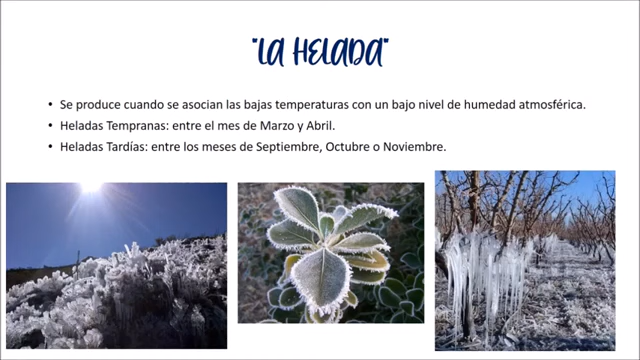 "LA HELADA"
• Se produce cuando se asocian las bajas temperaturas con un bajo nivel de humedad atmosférica.
• Heladas Tempranas: entre el mes de Marzo y Abril.
• Heladas Tardías: entre los meses de Septiembre, Octubre o Noviembre.